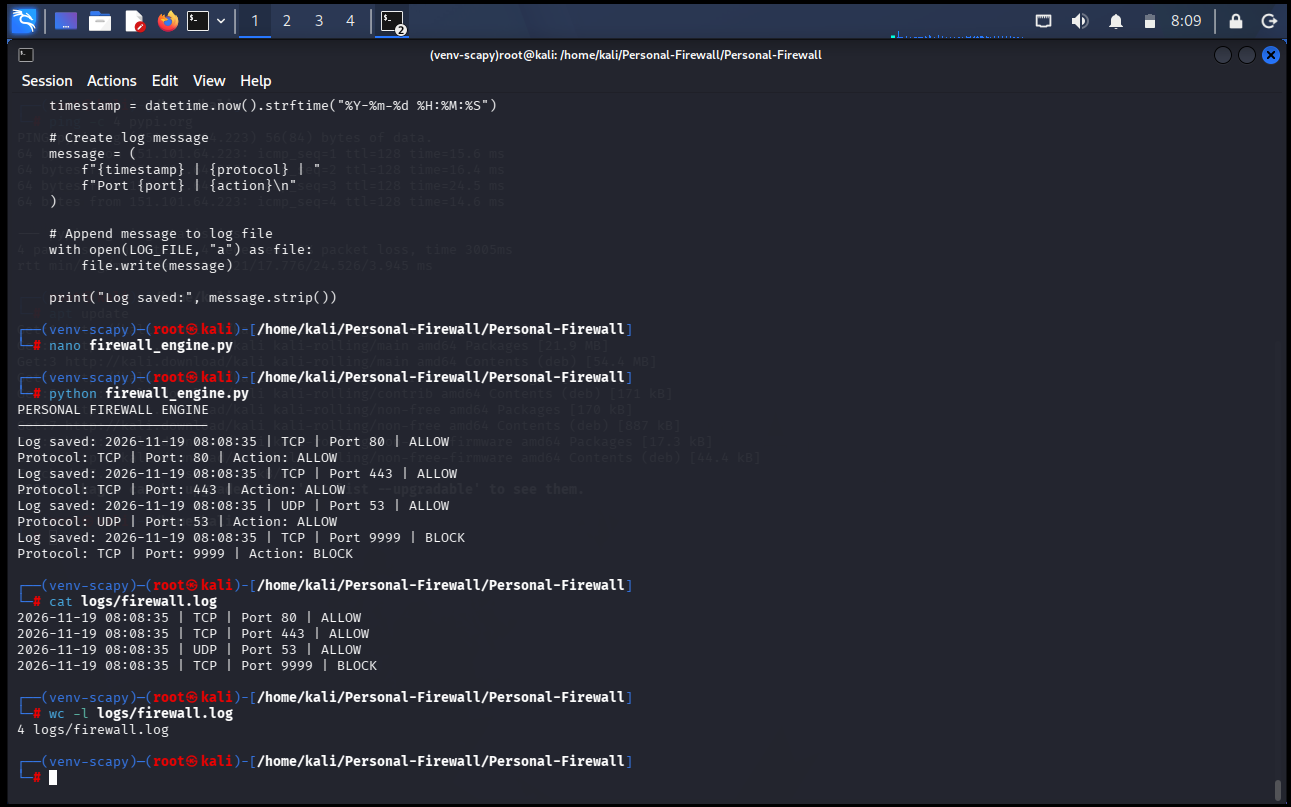 1 2 3 4 2 8:09
(venv-scapy)root@kali: /home/kali/Personal-Firewall/Personal-Firewall
Session Actions Edit View Help
timestamp = datetime.now().strftime("%Y-%m-%d %H:%M:%S")
# Create log message
message = (
f"{timestamp} | {protocol} | "
f"Port {port} | {action}\n"
)
# Append message to log file
with open(LOG_FILE, "a") as file:
file.write(message)
print("Log saved:", message.strip())
┌──(venv-scapy)─(root㉿kali)-[/home/kali/Personal-Firewall/Personal-Firewall]
└─# nano firewall_engine.py
┌──(venv-scapy)─(root㉿kali)-[/home/kali/Personal-Firewall/Personal-Firewall]
└─# python firewall_engine.py
PERSONAL FIREWALL ENGINE
------------------------
Log saved: 2026-11-19 08:08:35 | TCP | Port 80 | ALLOW
Protocol: TCP | Port: 80 | Action: ALLOW
Log saved: 2026-11-19 08:08:35 | TCP | Port 443 | ALLOW
Protocol: TCP | Port: 443 | Action: ALLOW
Log saved: 2026-11-19 08:08:35 | UDP | Port 53 | ALLOW
Protocol: UDP | Port: 53 | Action: ALLOW
Log saved: 2026-11-19 08:08:35 | TCP | Port 9999 | BLOCK
Protocol: TCP | Port: 9999 | Action: BLOCK
┌──(venv-scapy)─(root㉿kali)-[/home/kali/Personal-Firewall/Personal-Firewall]
└─# cat logs/firewall.log
2026-11-19 08:08:35 | TCP | Port 80 | ALLOW
2026-11-19 08:08:35 | TCP | Port 443 | ALLOW
2026-11-19 08:08:35 | UDP | Port 53 | ALLOW
2026-11-19 08:08:35 | TCP | Port 9999 | BLOCK
┌──(venv-scapy)─(root㉿kali)-[/home/kali/Personal-Firewall/Personal-Firewall]
└─# wc -l logs/firewall.log
4 logs/firewall.log
┌──(venv-scapy)─(root㉿kali)-[/home/kali/Personal-Firewall/Personal-Firewall]
└─#